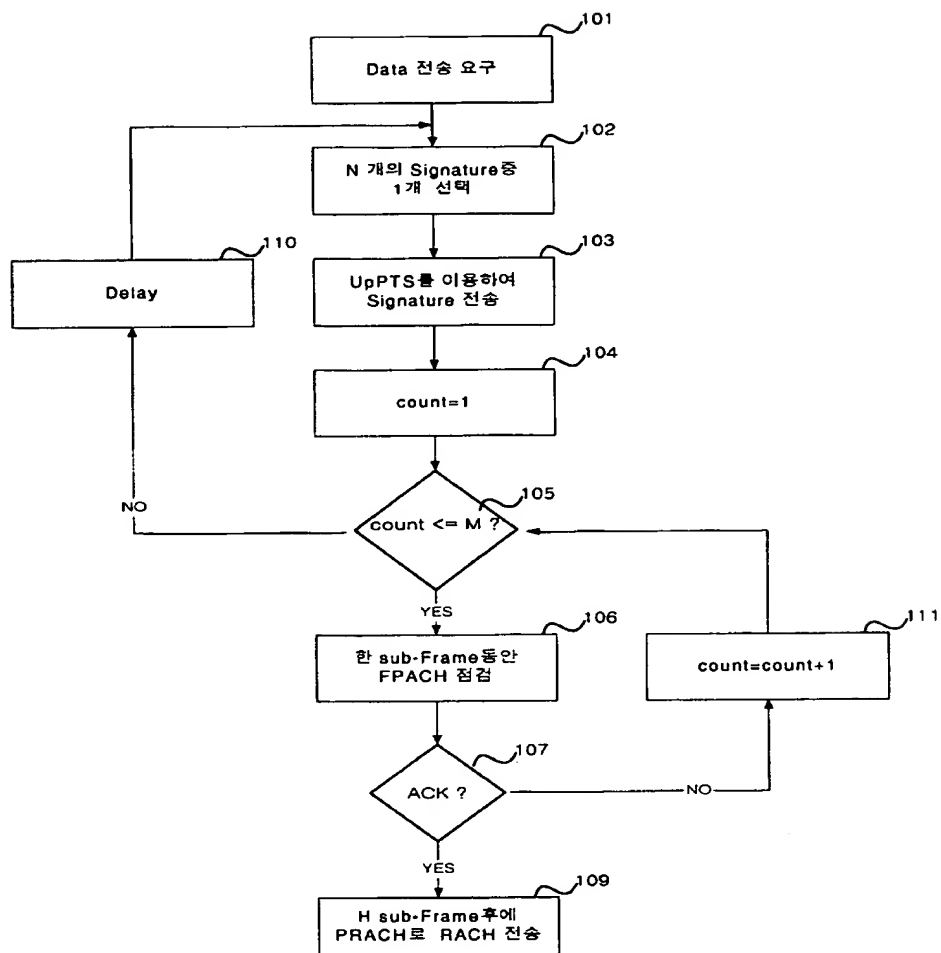 101
Data 전송 요구
102
N 개의 Signature중
1개 선택
103
UpPTS를 이용하여
Signature 전송
110
Delay
104
count=1
105
count <= M ?
NO
YES
106
한 sub-Frame동안
FPACH 점검
111
count=count+1
107
ACK ?
NO
YES
109
H sub-Frame후에
PRACH로 RACH 전송